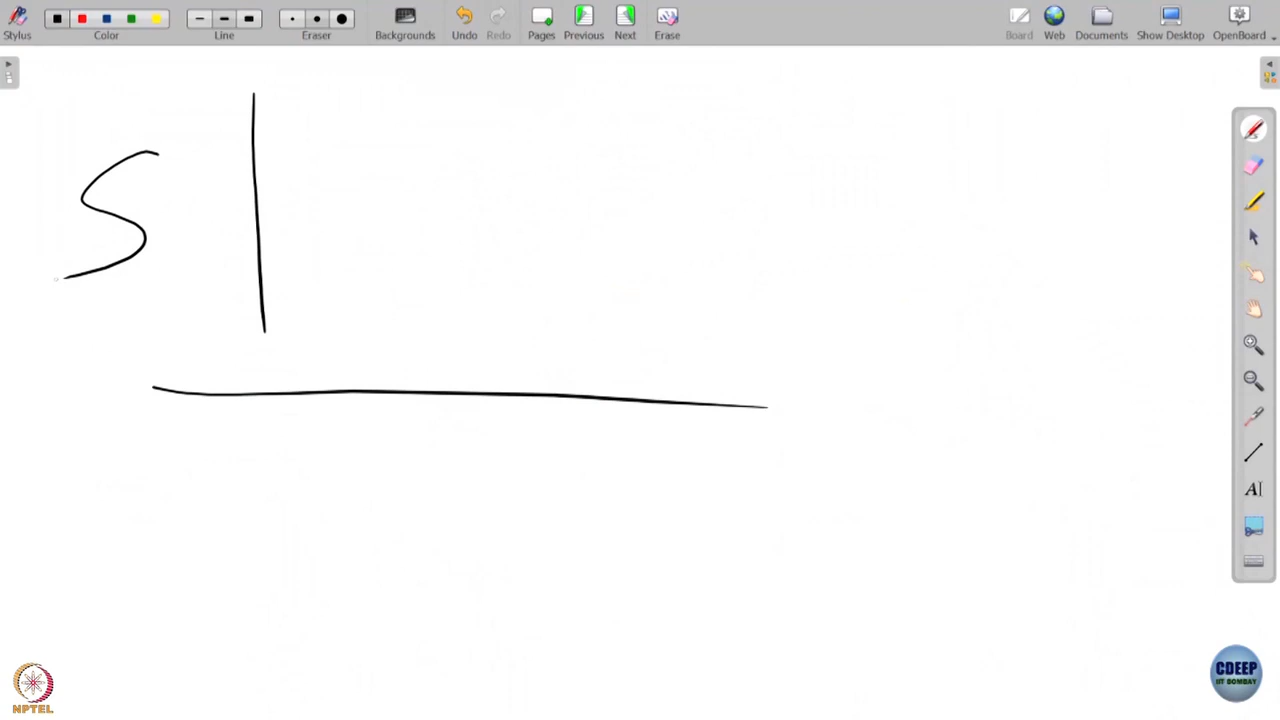 Stylus Color Line Eraser Backgrounds Undo Redo Pages Previous Next Erase Board Web Documents Show Desktop OpenBoard
S
A
NPTEL
CDEEP
IIT BOMBAY